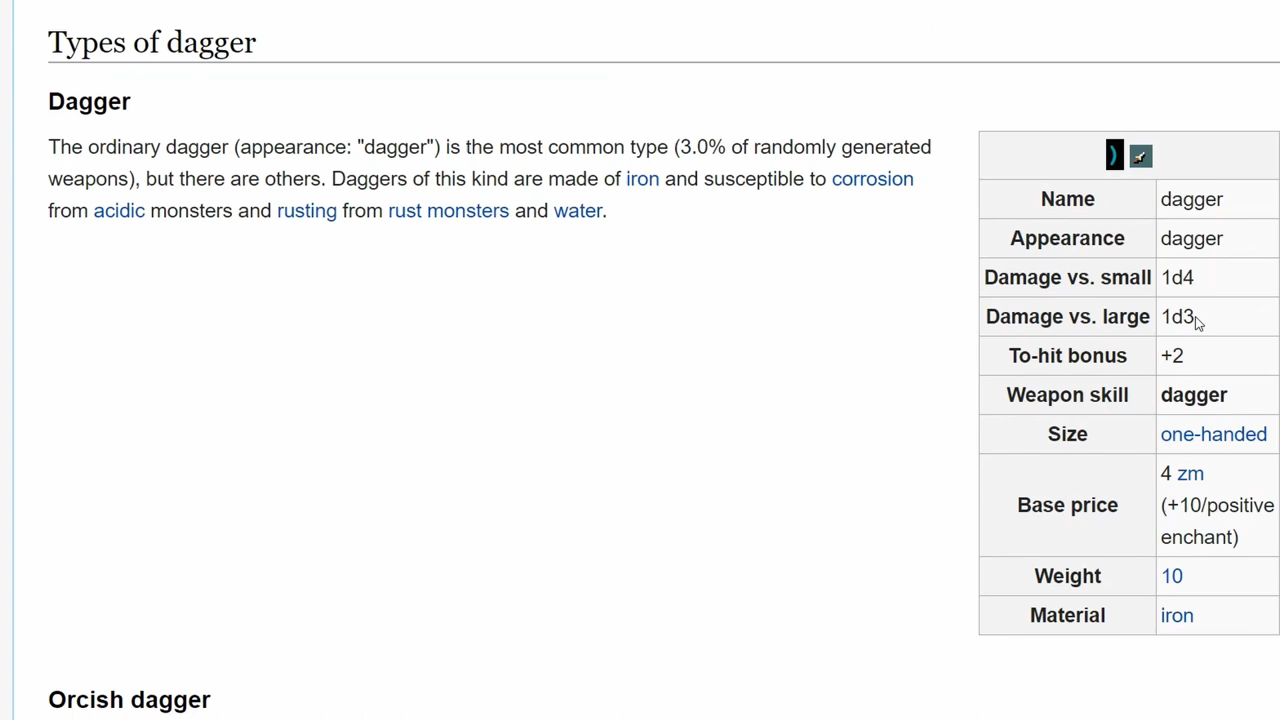 Types of dagger
Dagger
The ordinary dagger (appearance: "dagger") is the most common type (3.0% of randomly generated
weapons), but there are others. Daggers of this kind are made of iron and susceptible to corrosion
from acidic monsters and rusting from rust monsters and water.
)
Name dagger
Appearance dagger
Damage vs. small 1d4
Damage vs. large 1d3
To-hit bonus +2
Weapon skill dagger
Size one-handed
Base price 4 zm
(+10/positive
enchant)
Weight 10
Material iron
Orcish dagger